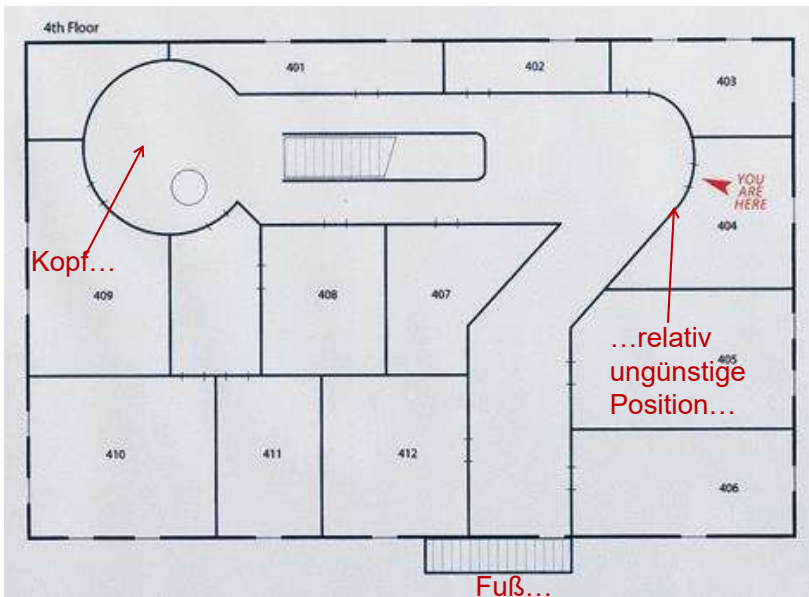 4th Floor
401
402
403
YOU
ARE
HERE
404
Kopf…
409
408
407
…relativ
ungünstige
Position…
405
410
411
412
406
Fuß…